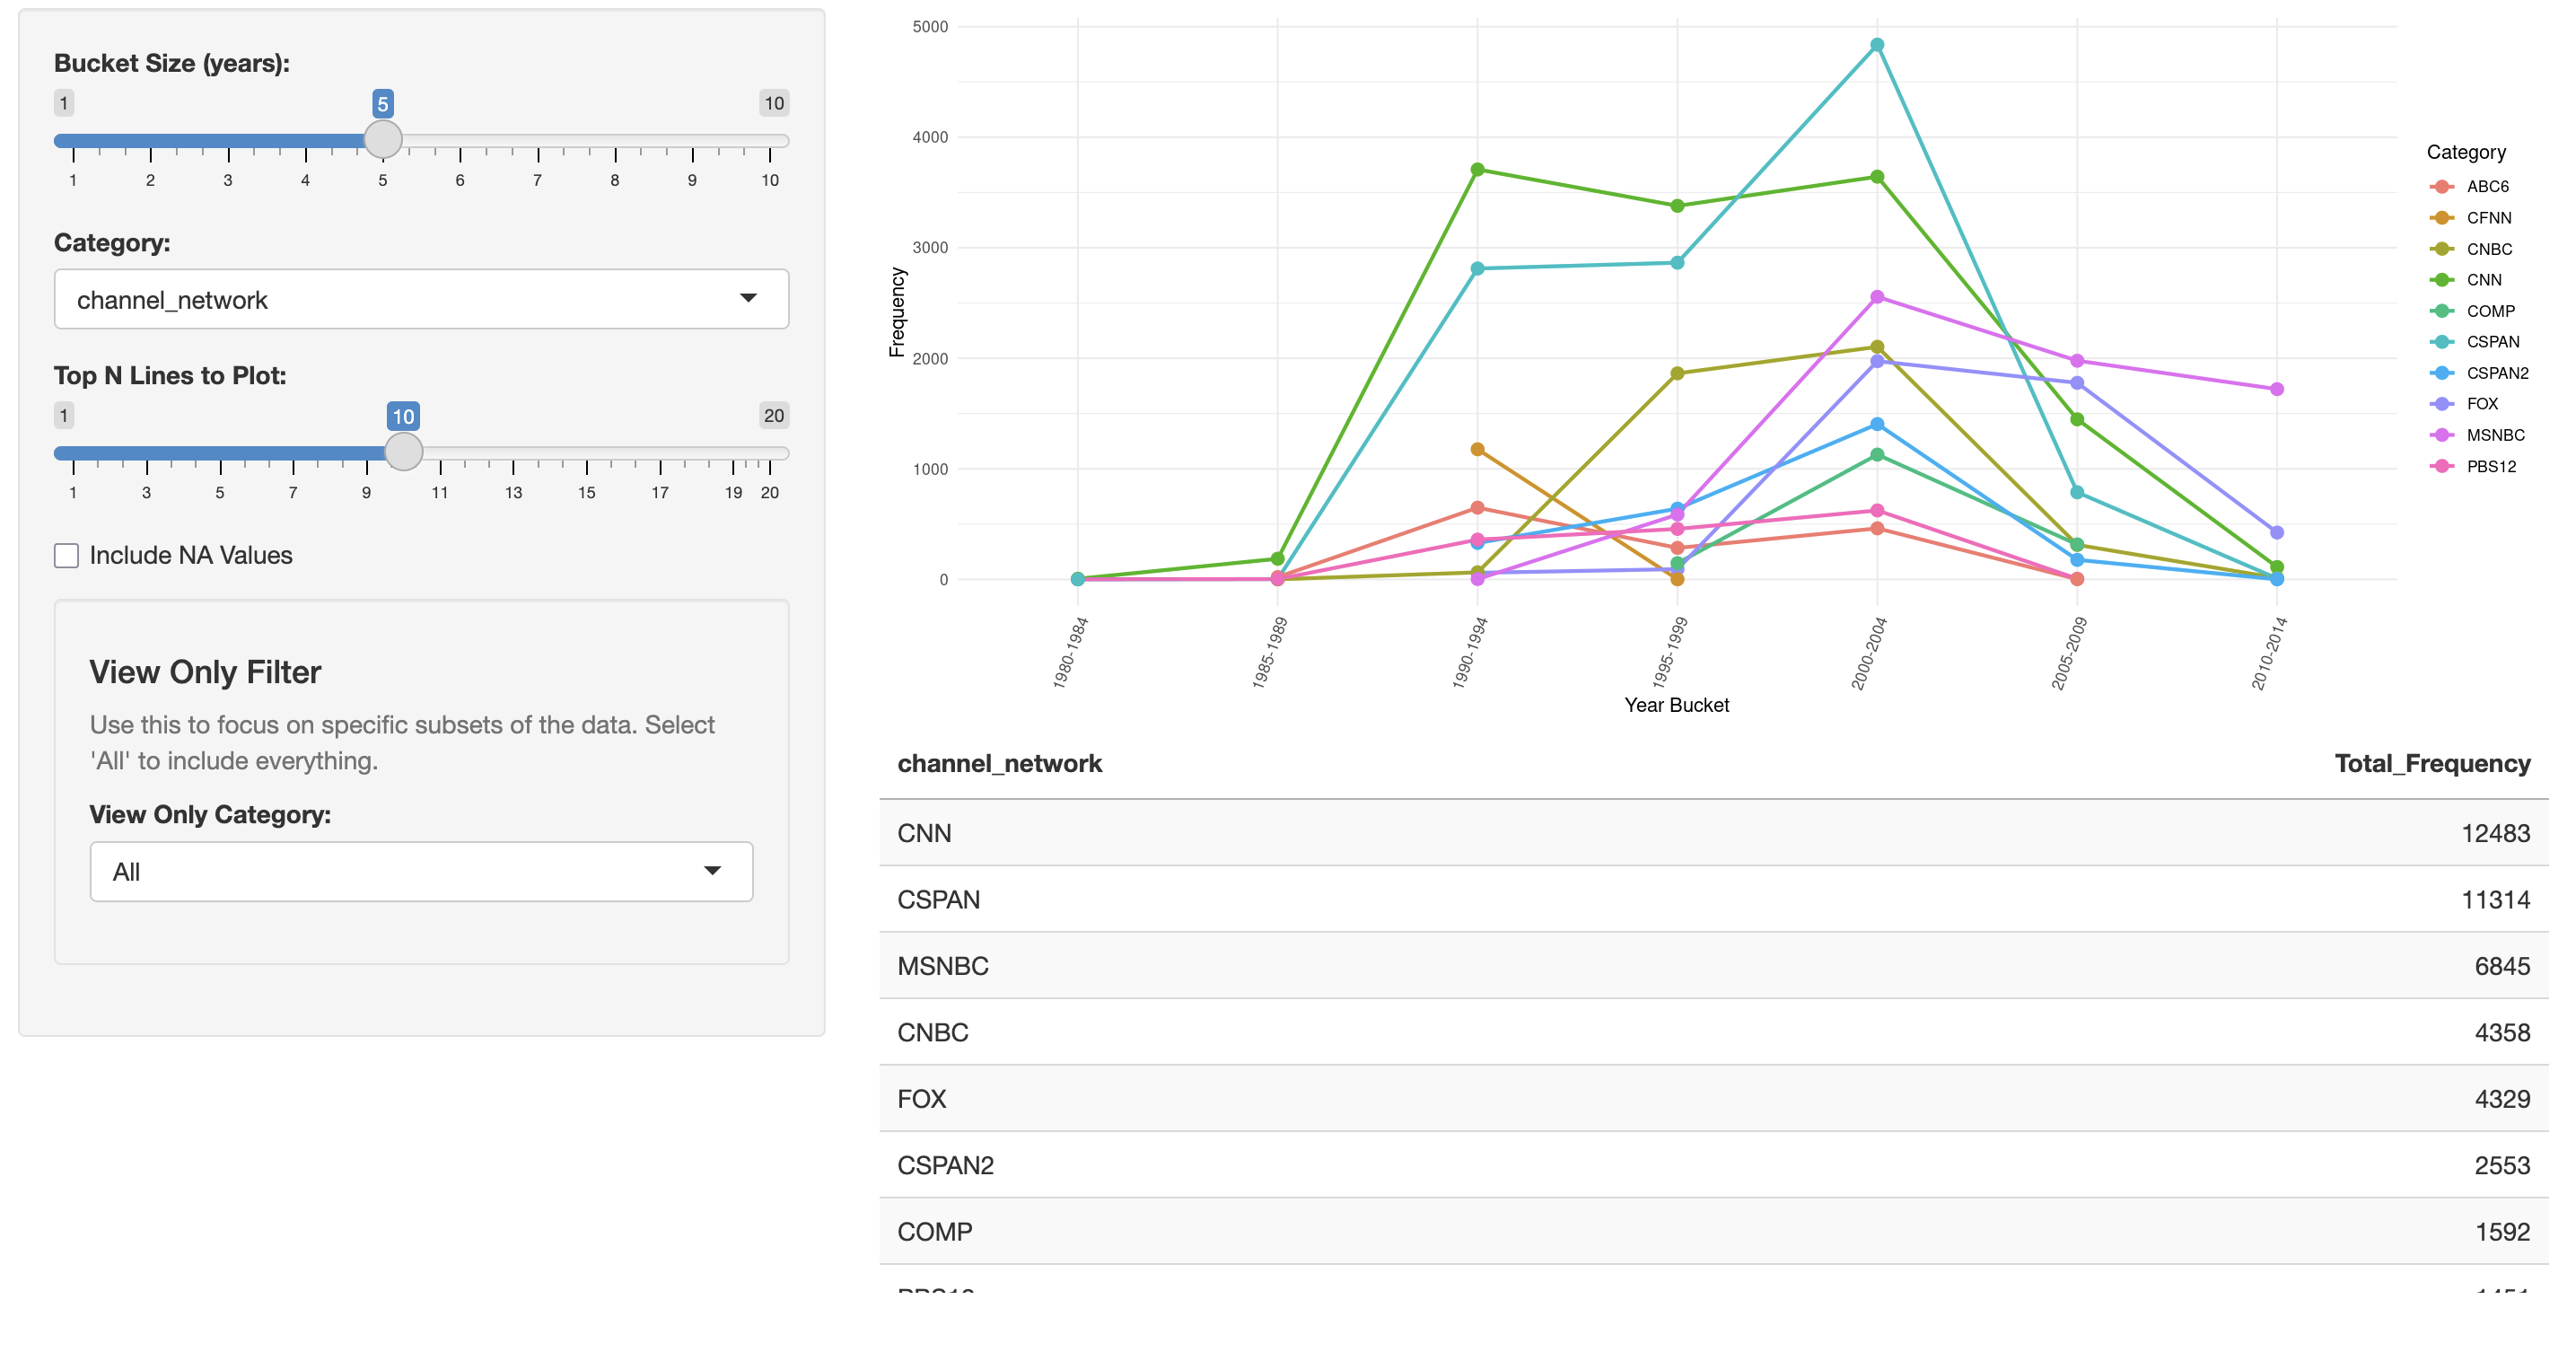 Bucket Size (years):
1 5 10
1 2 3 4 5 6 7 8 9 10
Category:
channel_network
Top N Lines to Plot:
1 10 20
1 3 5 7 9 11 13 15 17 19 20
Include NA Values
View Only Filter
Use this to focus on specific subsets of the data. Select
'All' to include everything.
View Only Category:
All
5000
4000
3000
2000
1000
0
Frequency
1980-1984 1985-1989 1990-1994 1995-1999 2000-2004 2005-2009 2010-2014
Year Bucket
Category
ABC6
CFNN
CNBC
CNN
COMP
CSPAN
CSPAN2
FOX
MSNBC
PBS12
channel_network Total_Frequency
CNN 12483
CSPAN 11314
MSNBC 6845
CNBC 4358
FOX 4329
CSPAN2 2553
COMP 1592